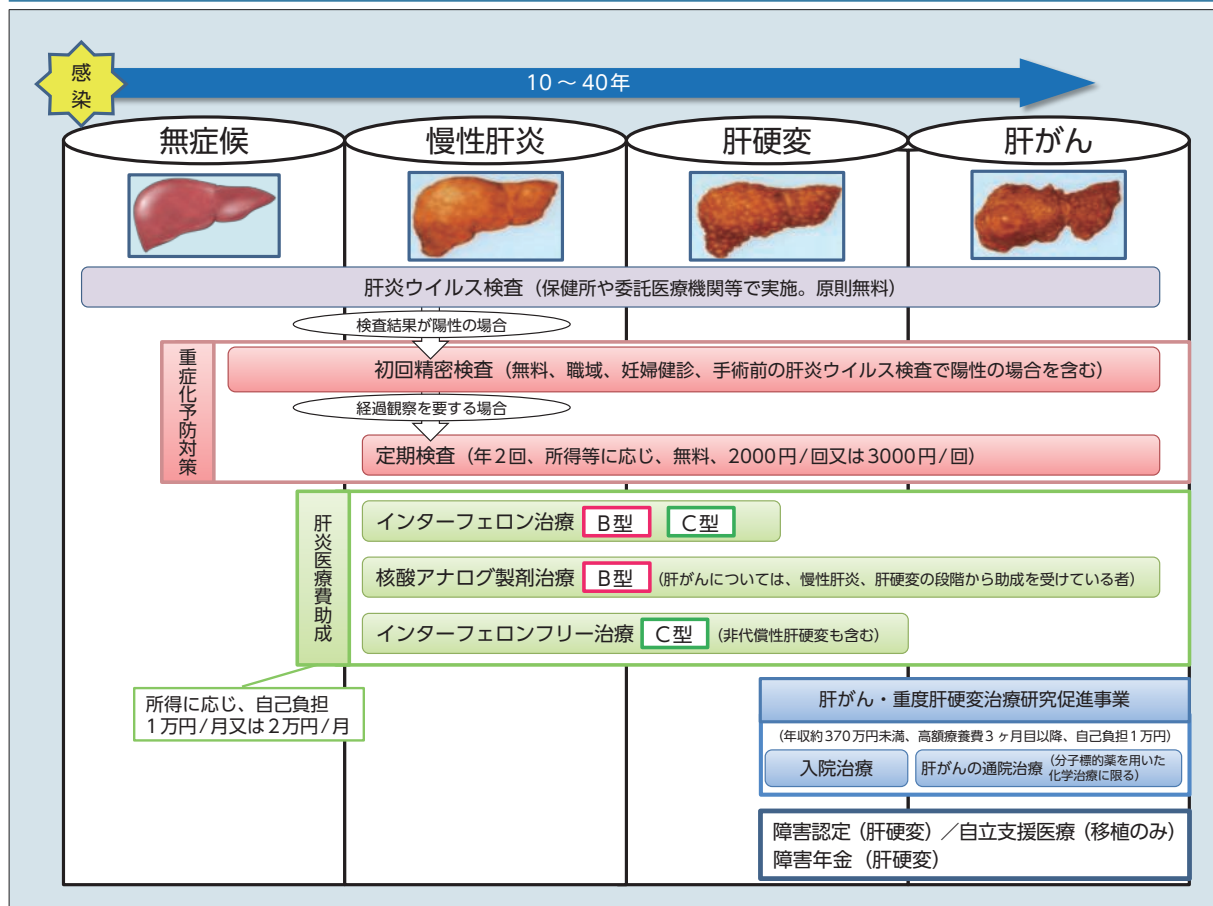 感
染
10～40年
無症候
慢性肝炎
肝硬変
肝がん
肝炎ウイルス検査（保健所や委託医療機関等で実施。原則無料）
検査結果が陽性の場合
重症化予防対策
初回精密検査（無料、職域、妊婦健診、手術前の肝炎ウイルス検査で陽性の場合を含む）
経過観察を要する場合
定期検査（年2回、所得等に応じ、無料、2000円/回又は3000円/回）
肝炎医療費助成
インターフェロン治療 B型 C型
核酸アナログ製剤治療 B型 （肝がんについては、慢性肝炎、肝硬変の段階から助成を受けている者）
インターフェロンフリー治療 C型 （非代償性肝硬変も含む）
所得に応じ、自己負担
1万円/月又は2万円/月
肝がん・重度肝硬変治療研究促進事業
（年収約370万円未満、高額療養費3ヶ月目以降、自己負担1万円）
入院治療
肝がんの通院治療（分子標的薬を用いた
化学治療に限る）
障害認定（肝硬変）／自立支援医療（移植のみ）
障害年金（肝硬変）